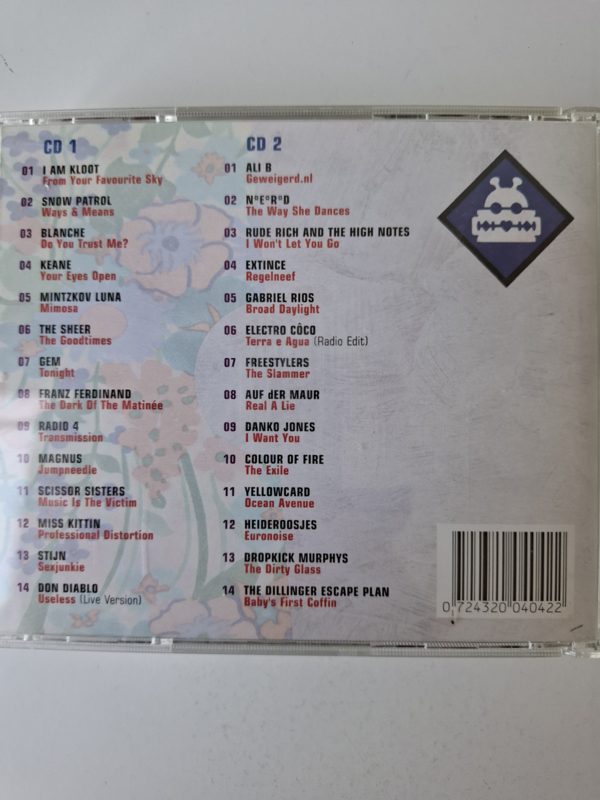 CD 1
01 I AM KLOOT
From Your Favourite Sky
02 SNOW PATROL
Ways & Means
03 BLANCHE
Do You Trust Me?
04 KEANE
Your Eyes Open
05 MINTZKOV LUNA
Mimosa
06 THE SHEER
The Goodtimes
07 GEM
Tonight
08 FRANZ FERDINAND
The Dark Of The Matinée
09 RADIO 4
Transmission
10 MAGNUS
Jumpneedle
11 SCISSOR SISTERS
Music Is The Victim
12 MISS KITTIN
Professional Distortion
13 STIJN
Sexjunkie
14 DON DIABLO
Useless (Live Version)
CD 2
01 ALI B
Geweigerd.nl
02 N*E*R*D
The Way She Dances
03 RUDE RICH AND THE HIGH NOTES
I Won't Let You Go
04 EXTINCE
Regelneef
05 GABRIEL RIOS
Broad Daylight
06 ELECTRO CÔCO
Terra e Agua (Radio Edit)
07 FREESTYLERS
The Slammer
08 AUF dER MAUR
Real A Lie
09 DANKO JONES
I Want You
10 COLOUR OF FIRE
The Exile
11 YELLOWCARD
Ocean Avenue
12 HEIDEROOSJES
Euronoise
13 DROPKICK MURPHYS
The Dirty Glass
14 THE DILLINGER ESCAPE PLAN
Baby's First Coffin
0 724320 040422